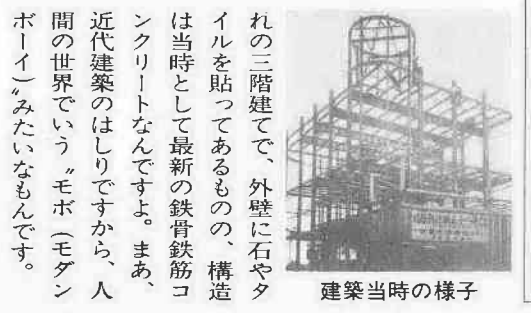 れの三階建てで、外壁に石やタ
イルを貼ってあるものの、構造
は当時として最新の鉄骨鉄筋コ
ンクリートなんですよ。まあ、
近代建築のはしりですから、人
間の世界でいう〝モボ（モダン
ボーイ）〟みたいなもんです。
建築当時の様子